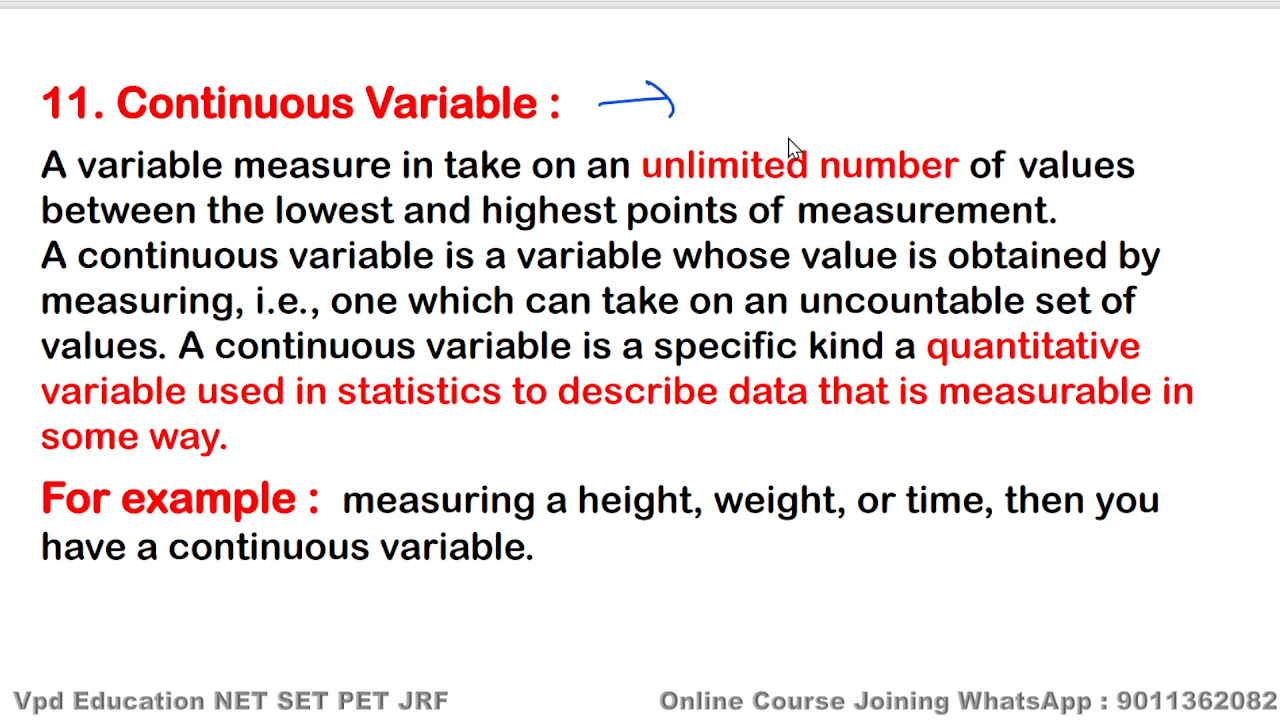 11. Continuous Variable :
A variable measure in take on an unlimited number of values
between the lowest and highest points of measurement.
A continuous variable is a variable whose value is obtained by
measuring, i.e., one which can take on an uncountable set of
values. A continuous variable is a specific kind a quantitative
variable used in statistics to describe data that is measurable in
some way.
For example : measuring a height, weight, or time, then you
have a continuous variable.
Vpd Education NET SET PET JRF Online Course Joining WhatsApp : 9011362082